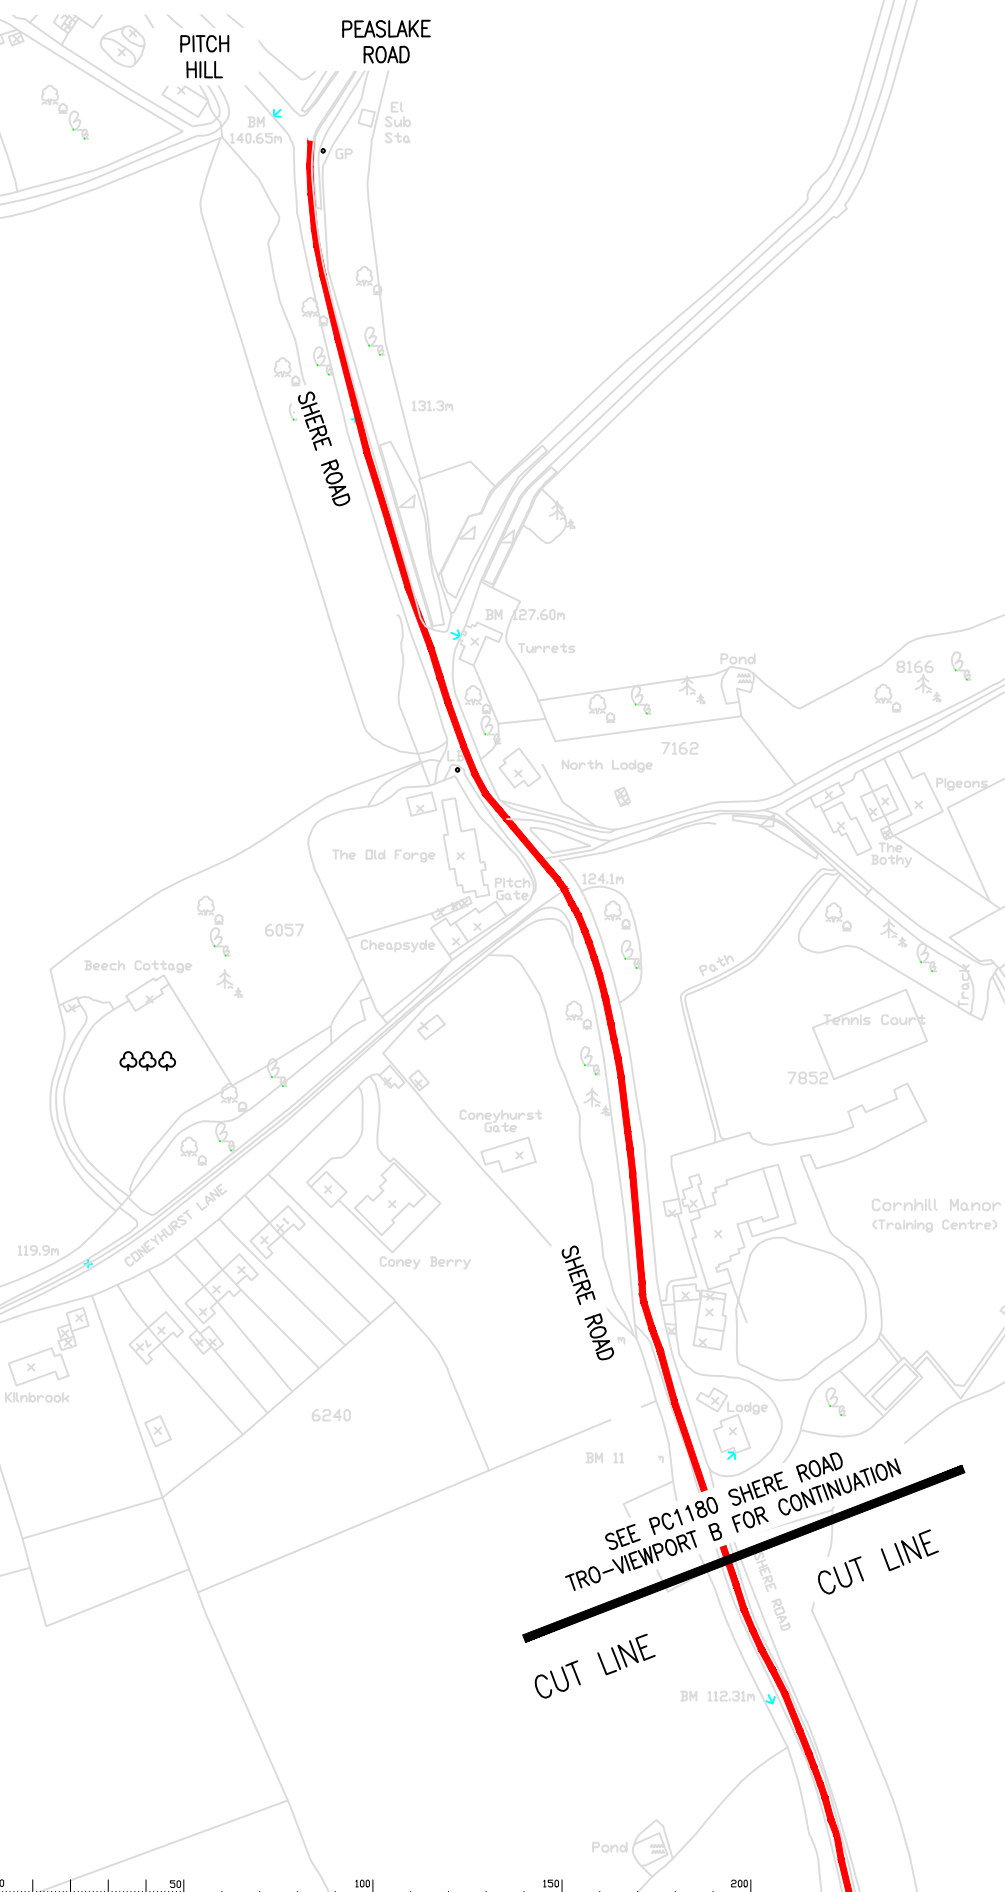 PITCH
HILL
PEASLAKE
ROAD
BM
140.65m
El
Sub
Sta
GP
131.3m
SHERE ROAD
BM 127.60m
Turrets
Pond
8166
7162
North Lodge
Pigeons
The
Bothy
The Old Forge
Pitch
Gate
124.1m
6057
Cheapsyde
Beech Cottage
Path
Track
Tennis Court
7852
Coneyhurst
Gate
Cornhill Manor
(Training Centre)
CONEYHURST LANE
119.9m
Coney Berry
SHERE ROAD
Kilnbrook
6240
Lodge
BM 11
SEE PC1180 SHERE ROAD
TRO-VIEWPORT B FOR CONTINUATION
CUT LINE
CUT LINE
SHERE ROAD
BM 112.31m
Pond
0 50 100 150 200